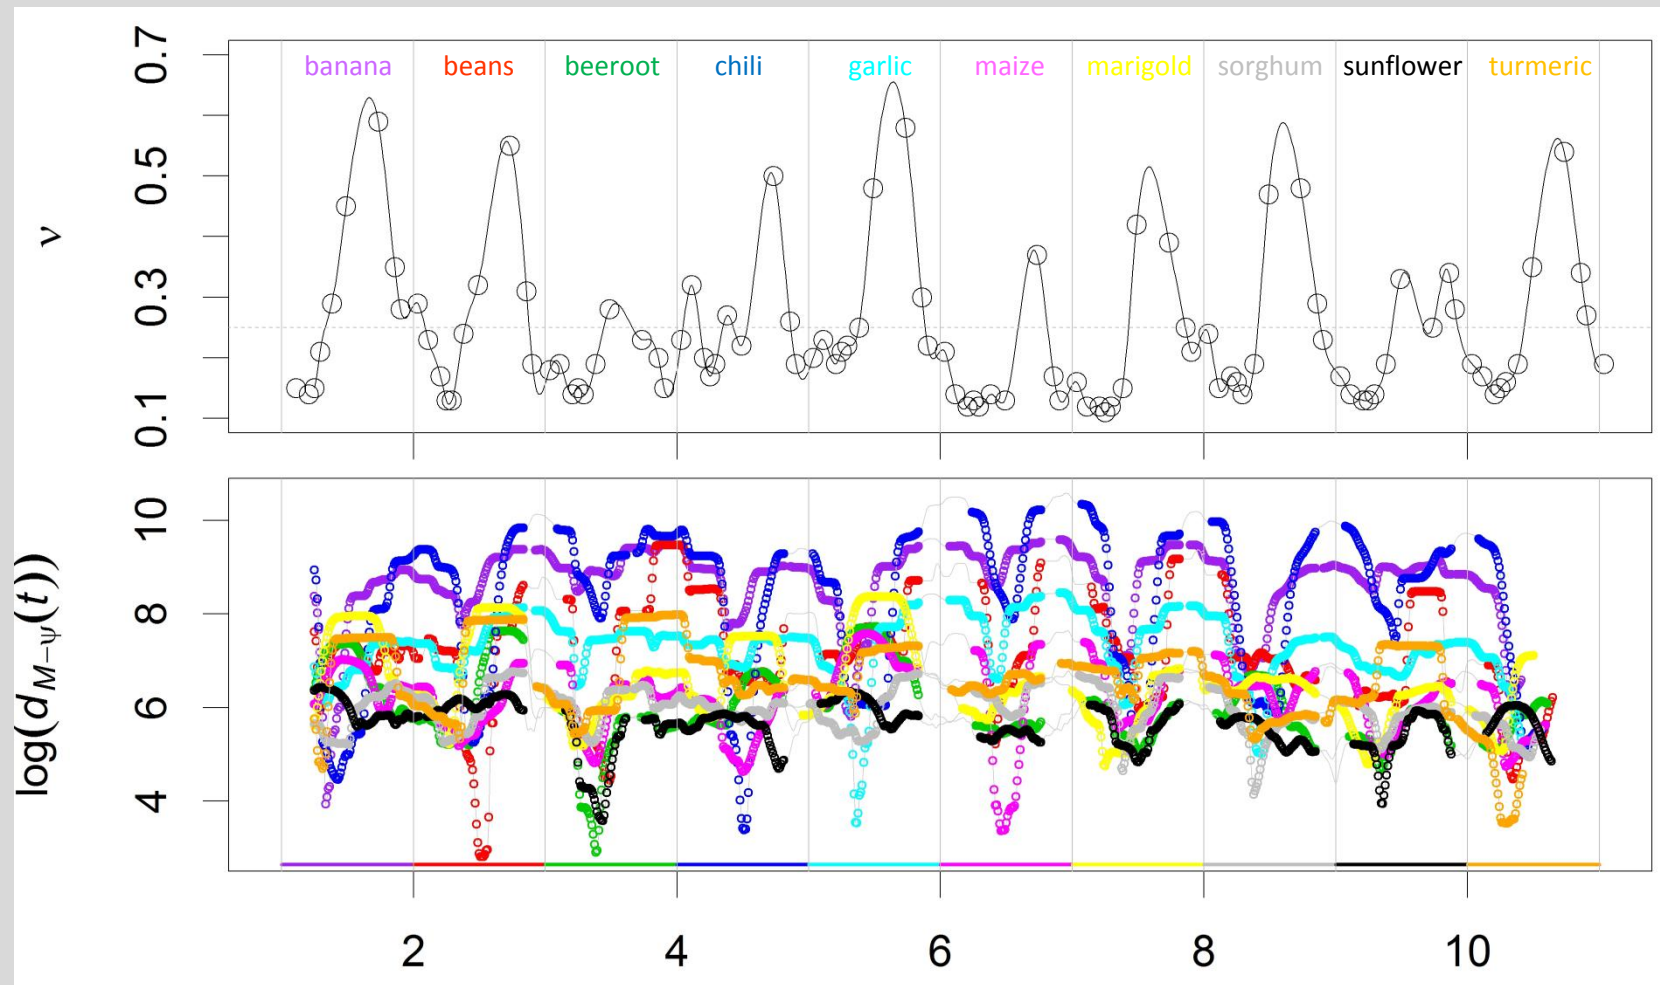 banana beans beeroot chili garlic maize marigold sorghum sunflower turmeric
ν
0.7
0.5
0.3
0.1
log(d_{M−ψ}(t))
10
8
6
4
2 4 6 8 10